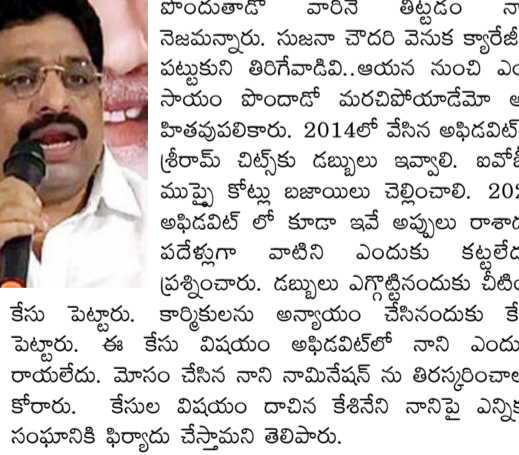 పొందుతాడో వారినే తిట్టడం నా
నెజమన్నారు. సుజనా చౌదరి వెనుక క్యారేజీ
పట్టుకుని తిరిగేవాడివి..ఆయన నుంచి ఎం
సాయం పొందాడో మరచిపోయాడేమో అ
హితవుపలికారు. 2014లో వేసిన అఫిడవిట్
శ్రీరామ్ చిట్స్‌కు డబ్బులు ఇవ్వాలి. ఐవోబీ
ముప్పై కోట్లు బజాయిలు చెల్లించాలి. 202
అఫిడవిట్ లో కూడా ఇవే అప్పులు రాశాడ
పదేళ్లుగా వాటిని ఎందుకు కట్టలేద
ప్రశ్నించారు. డబ్బులు ఎగ్గొట్టినందుకు చీటిం
కేసు పెట్టారు. కార్మికులను అన్యాయం చేసినందుకు కే
పెట్టారు. ఈ కేసు విషయం అఫిడవిట్‌లో నాని ఎందు
రాయలేదు. మోసం చేసిన నాని నామినేషన్ ను తిరస్కరించాల
కోరారు. కేసుల విషయం దాచిన కేశినేని నానిపై ఎన్నిక
సంఘానికి ఫిర్యాదు చేస్తామని తెలిపారు.